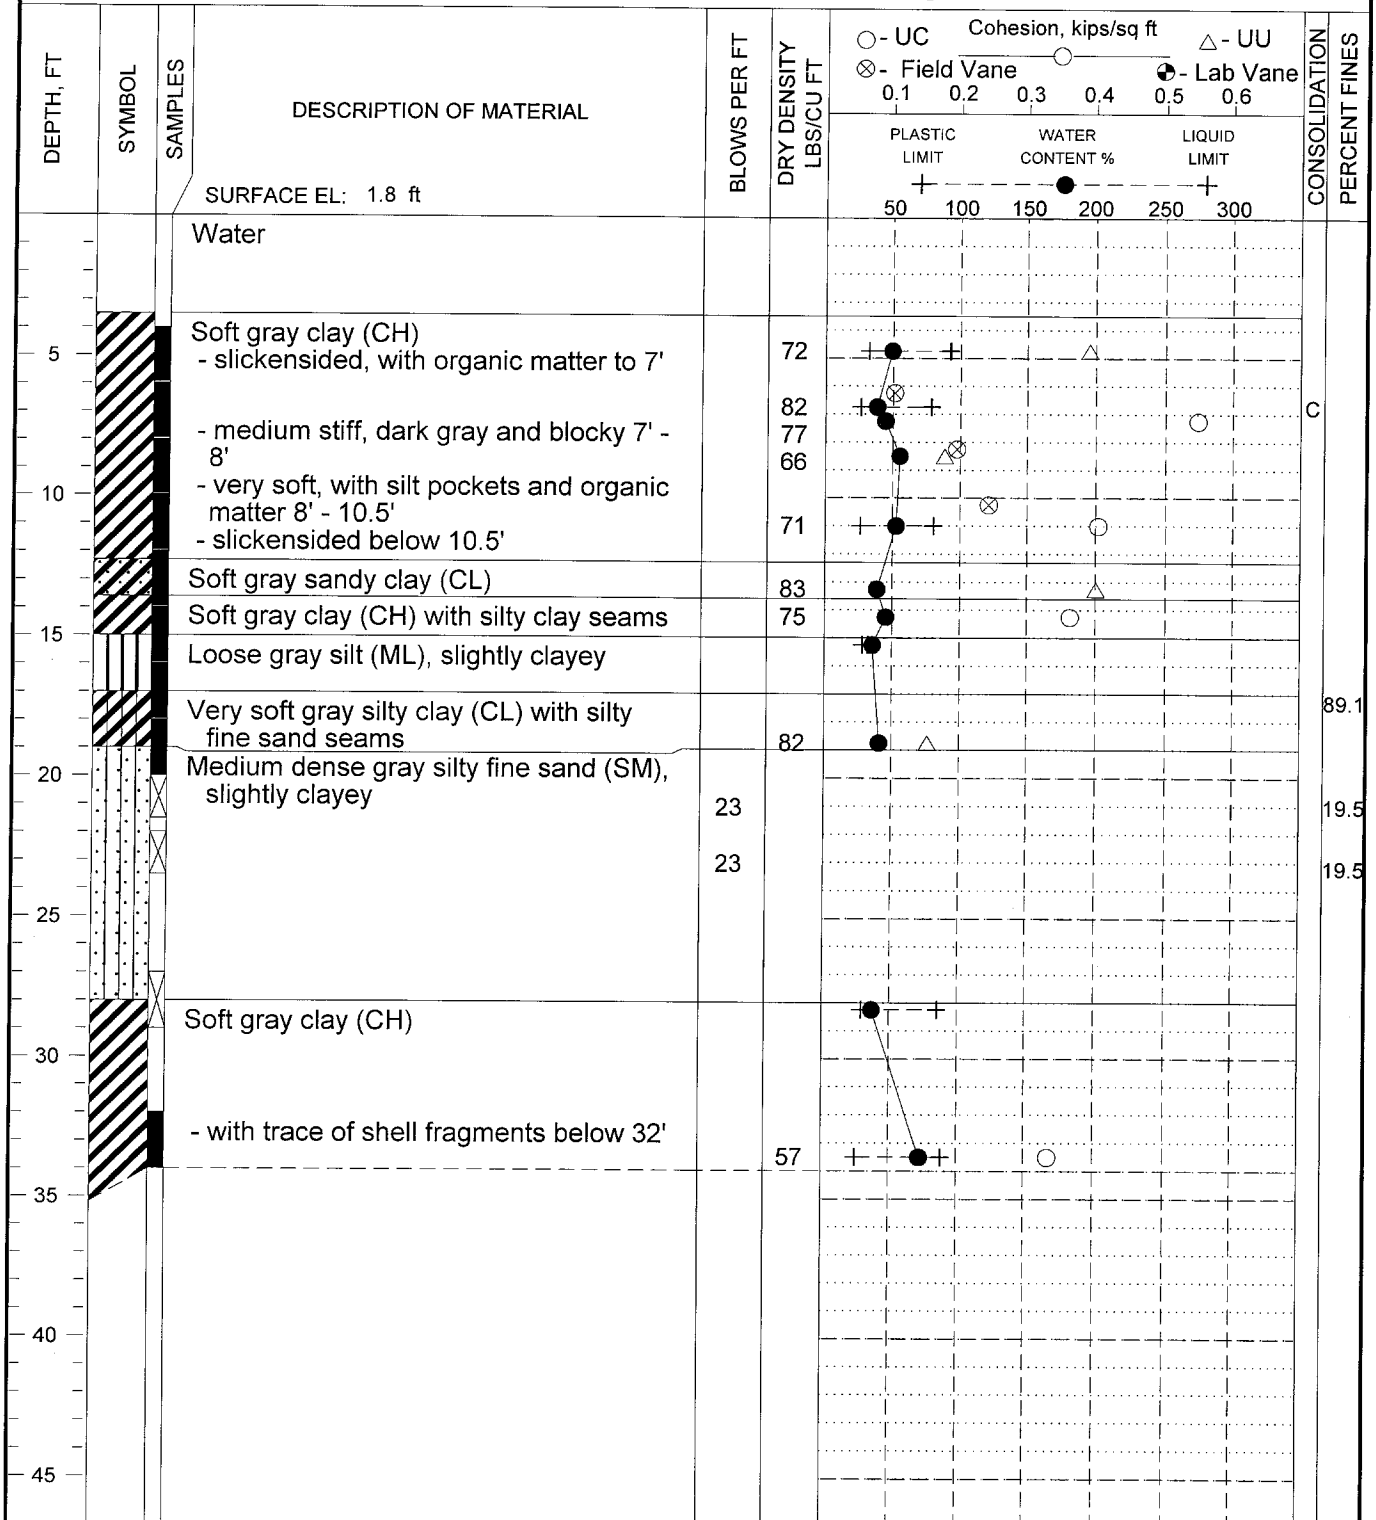 DEPTH, FT
SYMBOL
SAMPLES
DESCRIPTION OF MATERIAL
SURFACE EL: 1.8 ft
BLOWS PER FT
DRY DENSITY
LBS/CU FT
- UC
Cohesion, kips/sq ft
- UU
- Field Vane
- Lab Vane
0.1 0.2 0.3 0.4 0.5 0.6
PLASTIC
LIMIT
WATER
CONTENT %
LIQUID
LIMIT
50 100 150 200 250 300
CONSOLIDATION
PERCENT FINES
Water
Soft gray clay (CH)
5
- slickensided, with organic matter to 7'
72
82
C
- medium stiff, dark gray and blocky 7' -
8'
77
66
- very soft, with silt pockets and organic
matter 8' - 10.5'
10
- slickensided below 10.5'
71
Soft gray sandy clay (CL)
83
Soft gray clay (CH) with silty clay seams
75
15
Loose gray silt (ML), slightly clayey
Very soft gray silty clay (CL) with silty
fine sand seams
89.1
82
20
Medium dense gray silty fine sand (SM),
slightly clayey
23
19.5
23
19.5
25
Soft gray clay (CH)
30
- with trace of shell fragments below 32'
57
35
40
45